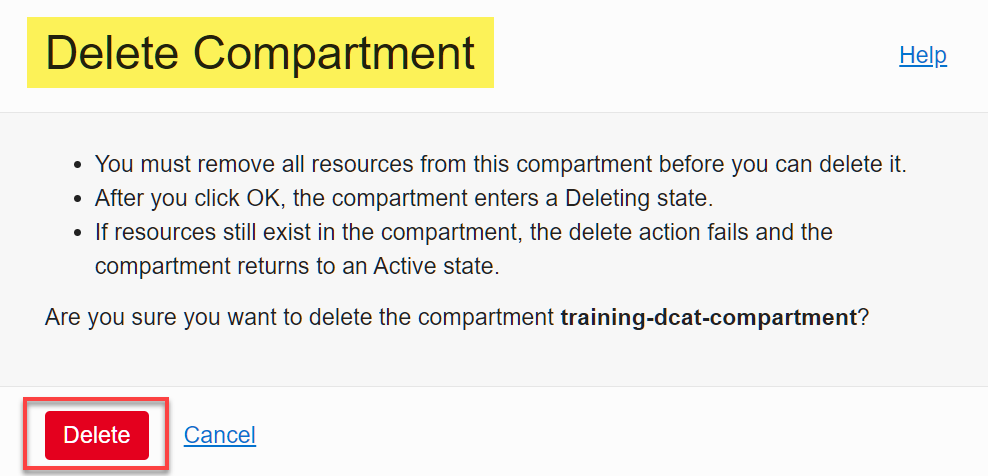 Delete Compartment
Help
• You must remove all resources from this compartment before you can delete it.
• After you click OK, the compartment enters a Deleting state.
• If resources still exist in the compartment, the delete action fails and the
compartment returns to an Active state.
Are you sure you want to delete the compartment training-dcat-compartment?
Delete Cancel